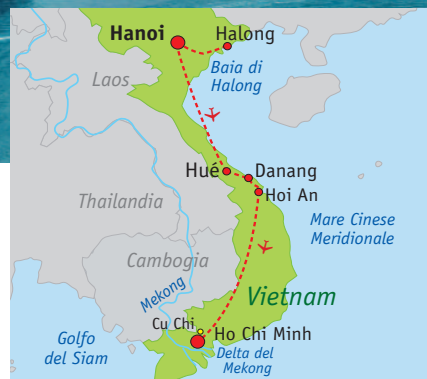 Hanoi
Halong
Baia di
Halong
Laos
Hué
Danang
Hoi An
Thailandia
Mare Cinese
Meridionale
Cambogia
Mekong
Vietnam
Cu Chi
Ho Chi Minh
Golfo
del Siam
Delta del
Mekong